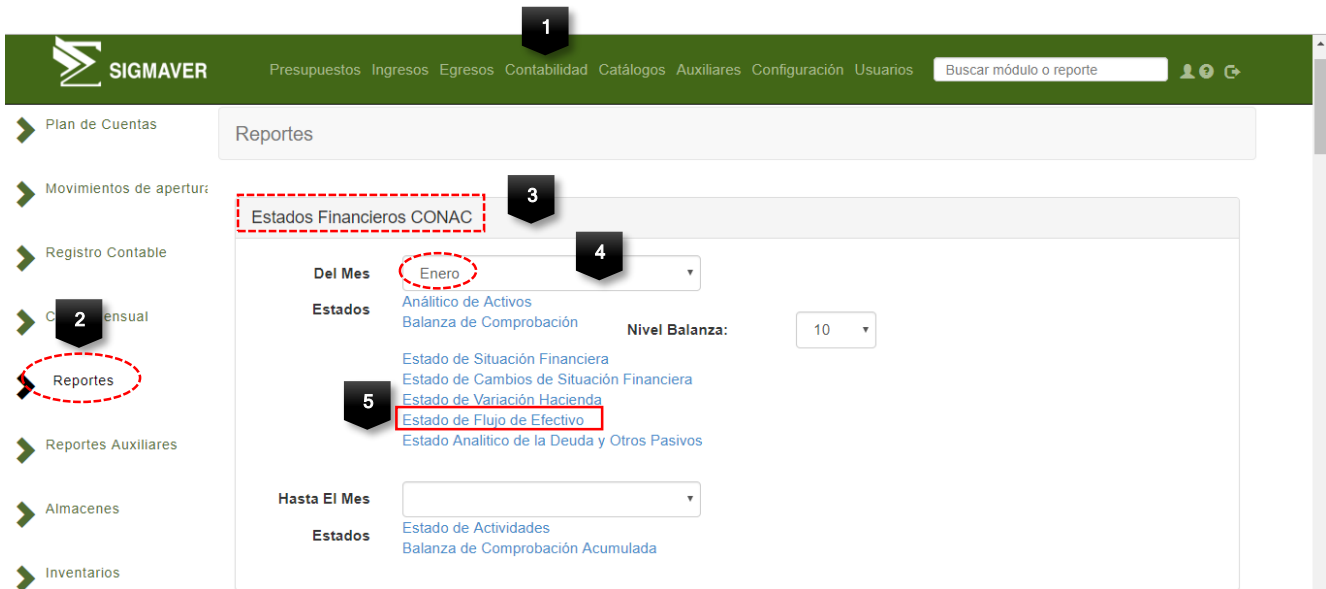 1
SIGMAVER
Presupuestos Ingresos Egresos Contabilidad Catálogos Auxiliares Configuración Usuarios
Buscar módulo o reporte
Plan de Cuentas
Movimientos de apertura
Registro Contable
2
ensual
Reportes
Reportes Auxiliares
Almacenes
Inventarios
Reportes
3
Estados Financieros CONAC
4
Del Mes
Enero
Estados
Análitico de Activos
Balanza de Comprobación
Nivel Balanza:
10
Estado de Situación Financiera
Estado de Cambios de Situación Financiera
Estado de Variación Hacienda
5
Estado de Flujo de Efectivo
Estado Analitico de la Deuda y Otros Pasivos
Hasta El Mes
Estados
Estado de Actividades
Balanza de Comprobación Acumulada